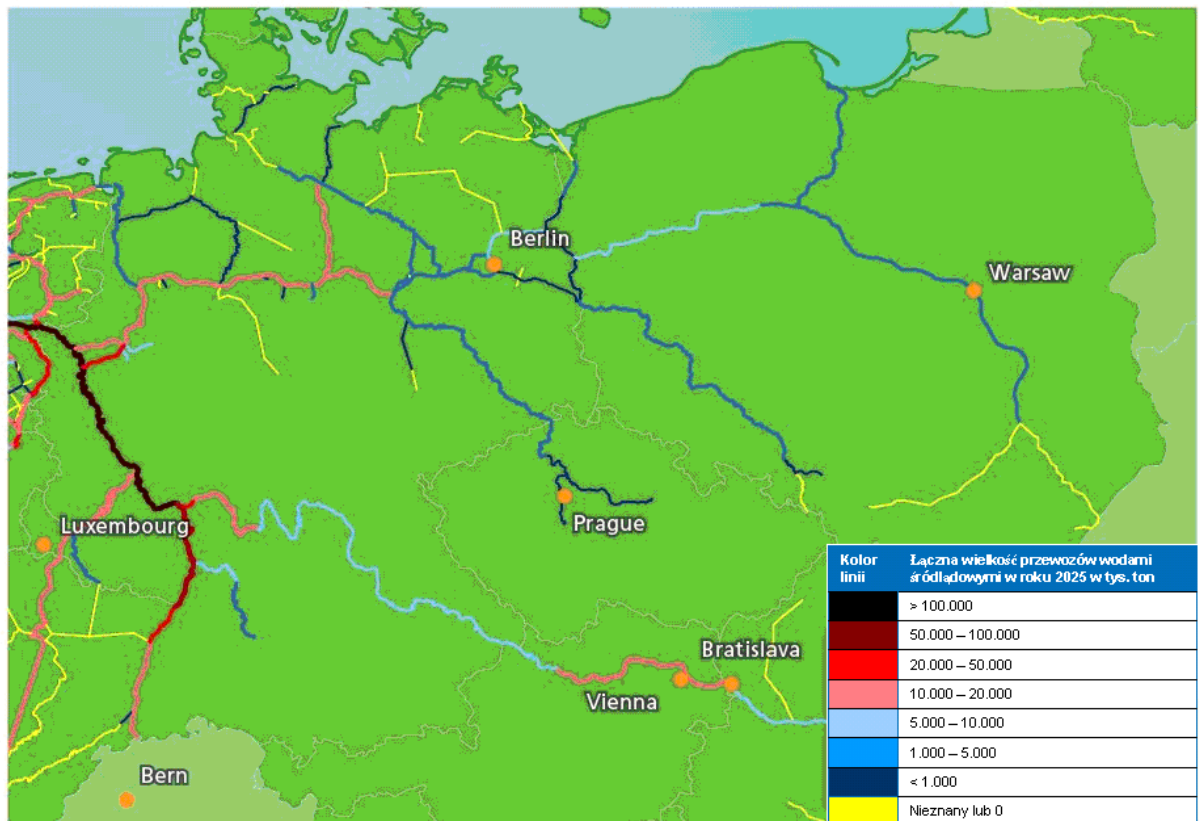 Berlin
Warsaw
Luxembourg
Prague
Bratislava
Vienna
Bern
Kolor linii
Łączna wielkość przewozów wodami
śródlądowymi w roku 2025 w tys. ton
> 100.000
50.000 – 100.000
20.000 – 50.000
10.000 – 20.000
5.000 – 10.000
1.000 – 5.000
< 1.000
Nieznany lub 0